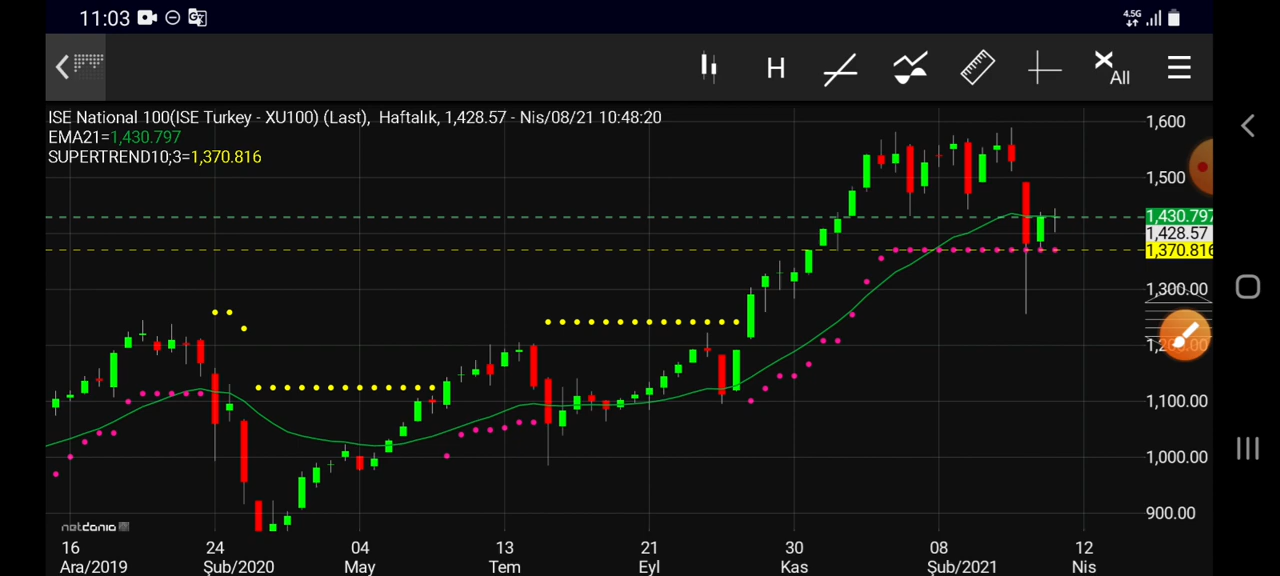 11:03
4.5G
H
All
ISE National 100(ISE Turkey - XU100) (Last), Haftalık, 1,428.57 - Nis/08/21 10:48:20
EMA21=1,430.797
SUPERTREND10;3=1,370.816
1,600
1,500
1,430.797
1,428.57
1,370.816
1,300.00
1,100.00
1,000.00
900.00
netdania
16 24 04 13 21 30 08 12
Ara/2019 Şub/2020 May Tem Eyl Kas Şub/2021 Nis